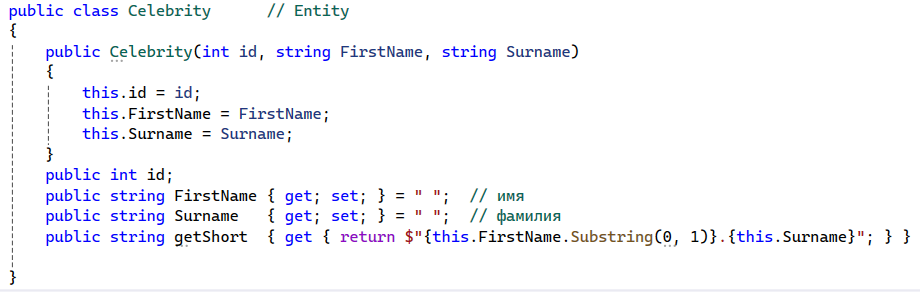 public class Celebrity      // Entity
{
    public Celebrity(int id, string FirstName, string Surname)
    {
        this.id = id;
        this.FirstName = FirstName;
        this.Surname = Surname;
    }
    public int id;
    public string FirstName { get; set; } = " ";  // имя
    public string Surname   { get; set; } = " ";  // фамилия
    public string getShort  { get { return $"{this.FirstName.Substring(0, 1)}.{this.Surname}"; } }
}